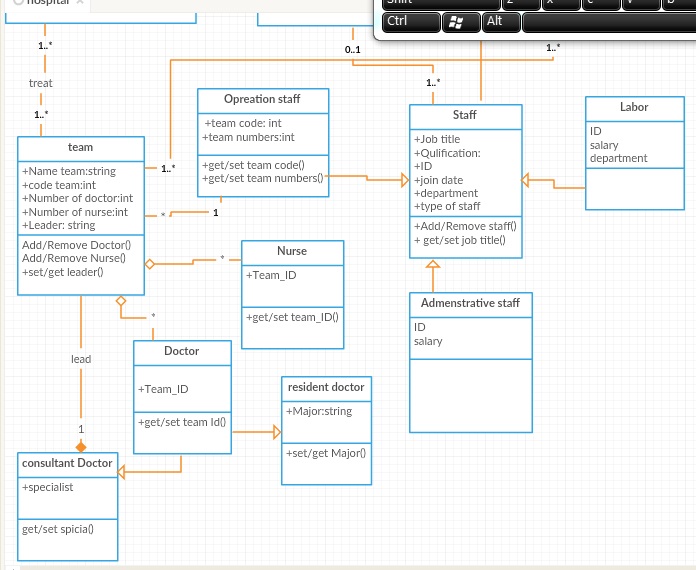 hospital
Shift
Z
x
c
v
b
Ctrl
Alt
1..*
treat
1..*
0..1
1..*
1..*
1..*
*
1
team
+Name team:string
+code team:int
+Number of doctor:int
+Number of nurse:int
+Leader: string
Add/Remove Doctor()
Add/Remove Nurse()
+set/get leader()
Opreation staff
+team code: int
+team numbers:int
+get/set team code()
+get/set team numbers()
Staff
+Job title
+Qulification:
+ID
+join date
+department
+type of staff
+Add/Remove staff()
+ get/set job title()
Labor
ID
salary
department
Nurse
+Team_ID
+get/set team_ID()
*
*
Admenstrative staff
ID
salary
Doctor
+Team_ID
+get/set team Id()
resident doctor
+Major:string
+set/get Major()
lead
1
consultant Doctor
+specialist
get/set spicia()